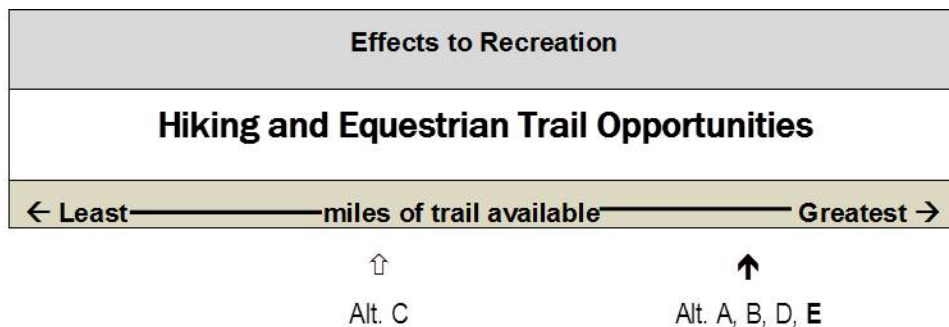 Effects to Recreation
Hiking and Equestrian Trail Opportunities
← Least miles of trail available Greatest →
⇧ 🡹
Alt. C Alt. A, B, D, E